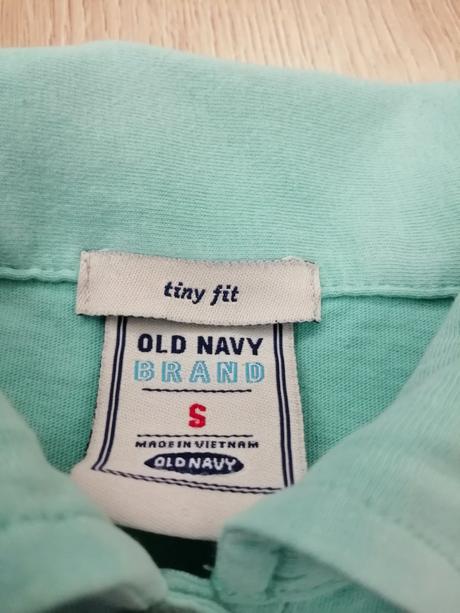 tiny fit
OLD NAVY
BRAND
S
MADE IN VIETNAM
OLD NAVY